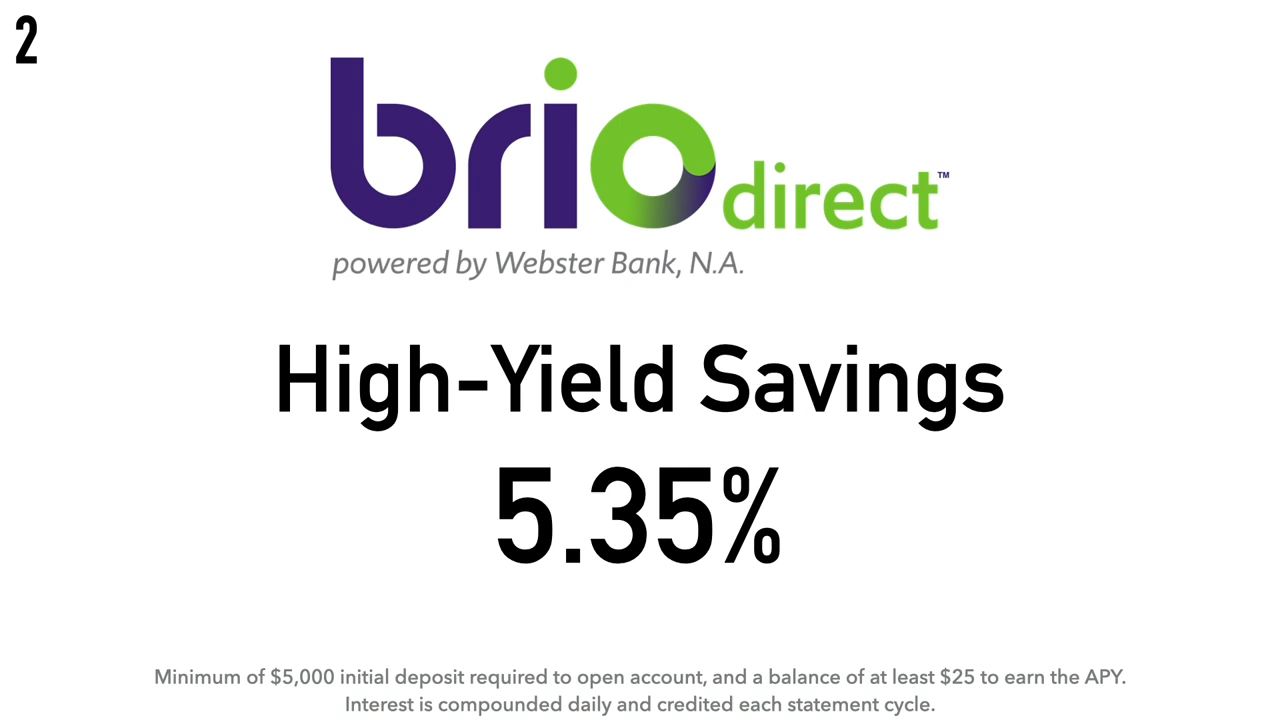 2
brio direct™
powered by Webster Bank, N.A.
High-Yield Savings
5.35%
Minimum of $5,000 initial deposit required to open account, and a balance of at least $25 to earn the APY.
Interest is compounded daily and credited each statement cycle.